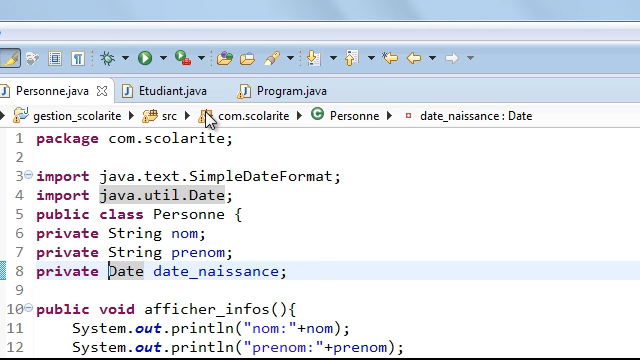 Personne.java Etudiant.java Program.java
gestion_scolarite src com.scolarite Personne date_naissance : Date
1 package com.scolarite;
2
3 import java.text.SimpleDateFormat;
4 import java.util.Date;
5 public class Personne {
6 private String nom;
7 private String prenom;
8 private Date date_naissance;
9
10 public void afficher_infos(){
11 System.out.println("nom:"+nom);
12 System.out.println("prenom:"+prenom);